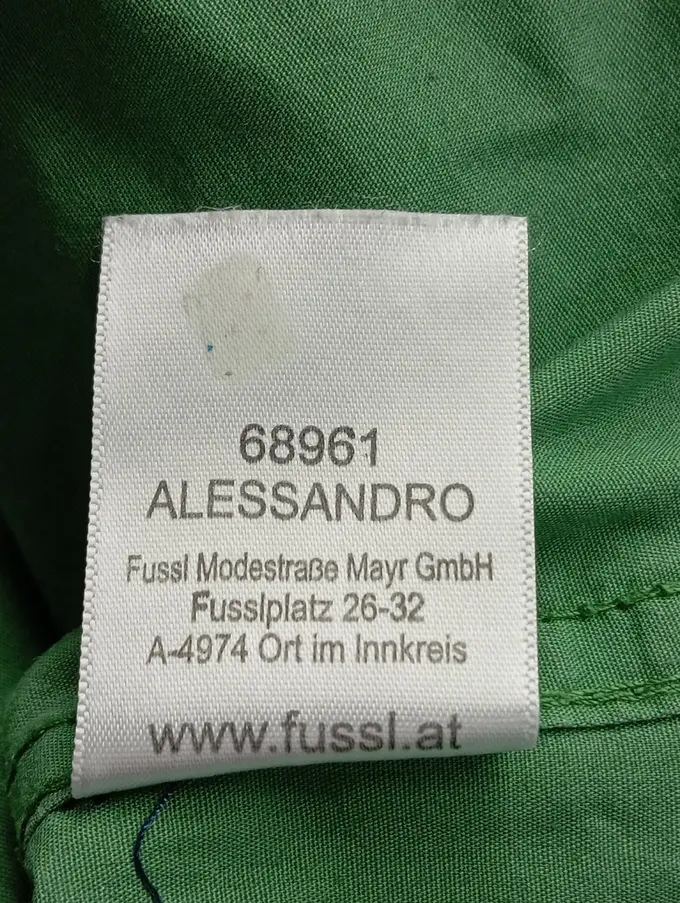 68961
ALESSANDRO
Fussl Modestraße Mayr GmbH
Fusslplatz 26-32
A-4974 Ort im Innkreis
www.fussl.at